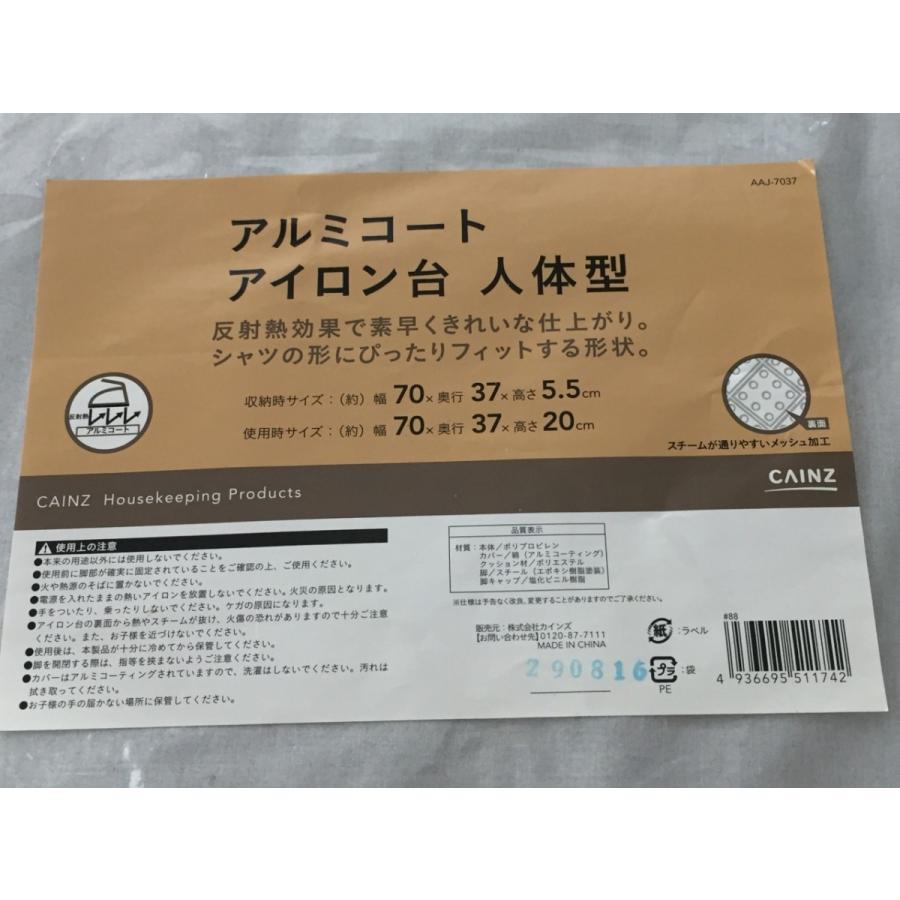 AAJ-7037
アルミコート
アイロン台 人体型
反射熱効果で素早くきれいな仕上がり。
シャツの形にぴったりフィットする形状。
収納時サイズ:(約) 幅 70×奥行 37×高さ 5.5cm
使用時サイズ:(約) 幅 70×奥行 37×高さ 20cm
反射熱
アルミコート
裏面
スチームが通りやすいメッシュ加工
CAINZ
CAINZ Housekeeping Products
使用上の注意
●本来の用途以外には使用しないでください。
●使用前に脚部が確実に固定されていることをご確認の上、ご使用ください。
●火や熱源のそばに置かないでください。
●電源を入れたままの熱いアイロンを放置しないでください。火災の原因となります。
●手をついたり、乗ったりしないでください。ケガの原因になります。
●アイロン台の裏面から熱やスチームが抜け、火傷の恐れがありますので十分ご注意
ください。また、お子様を近づけないでください。
●使用後は、本製品が十分に冷めてから保管してください。
●脚を開閉する際は、指等を挟まないようご注意ください。
●カバーはアルミコーティングされていますので、洗濯はしないでください。汚れは
拭き取ってください。
●お子様の手の届かない場所に保管してください。
品質表示
材質:本体/ポリプロピレン
カバー/綿(アルミコーティング)
クッション材/ポリエステル
脚/スチール(エポキシ樹脂塗装)
脚キャップ/塩化ビニル樹脂
※仕様は予告なく改良、変更することがありますのでご了承ください。
販売元:株式会社カインズ
【お問い合わせ先】0120-87-7111
MADE IN CHINA
290816
紙:ラベル
プラ:袋
PE
#88
4 936695 511742